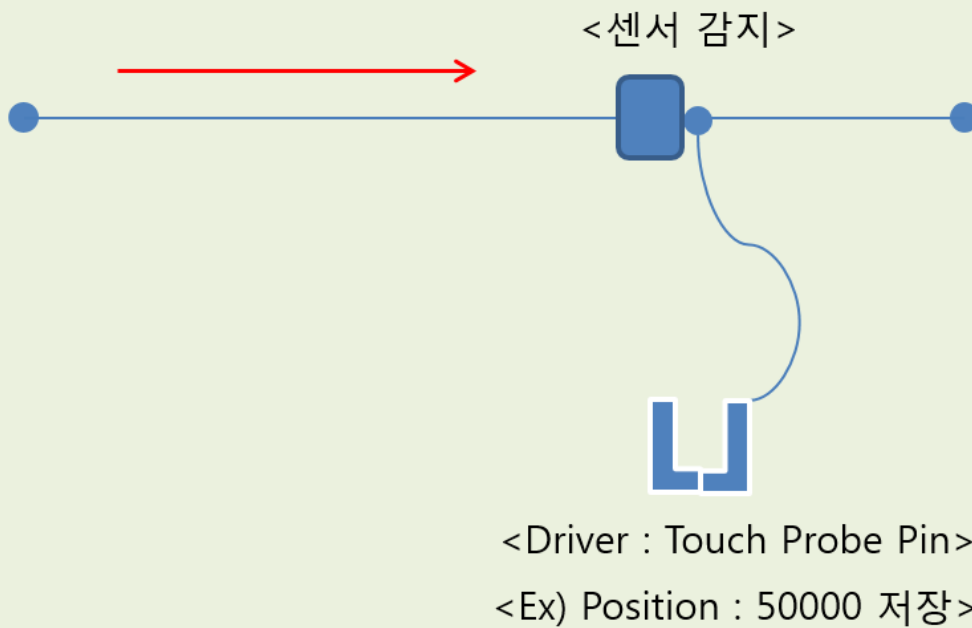 <센서 감지>
<Driver : Touch Probe Pin>
<Ex) Position : 50000 저장>